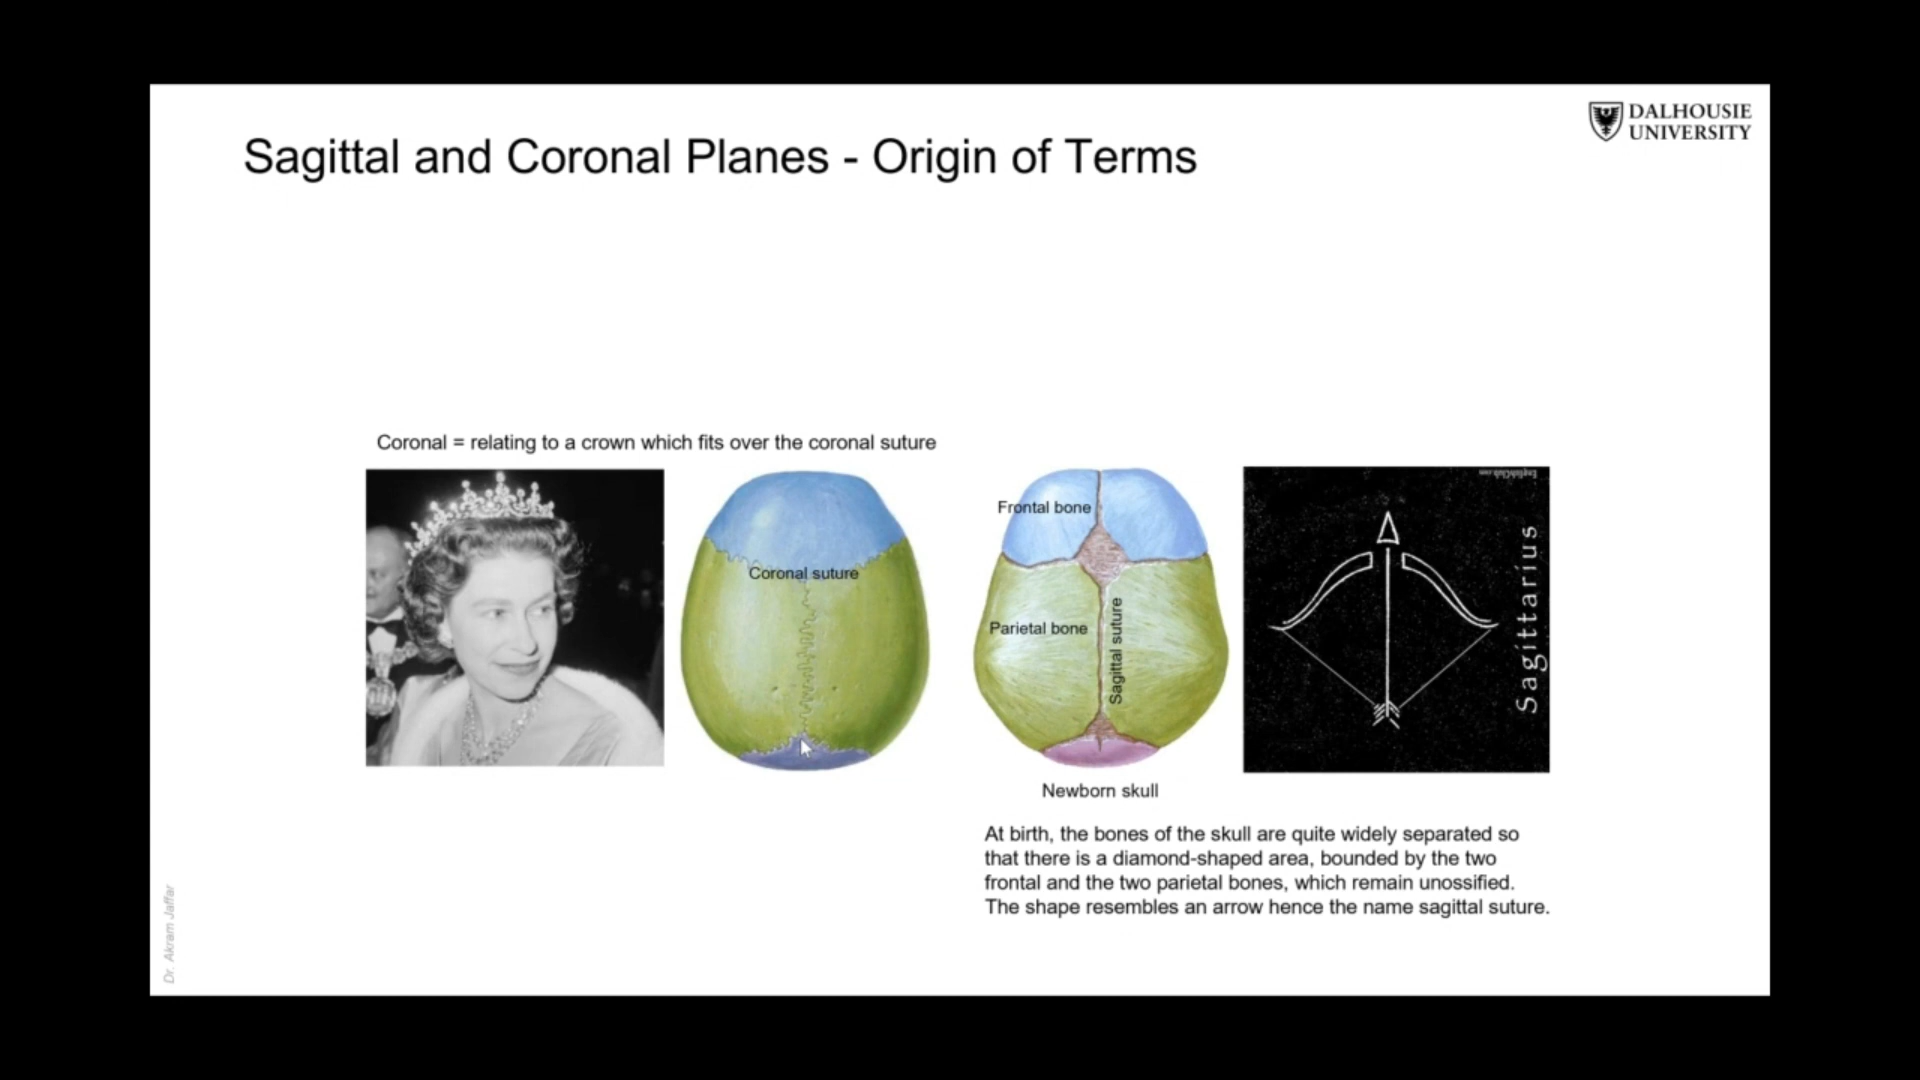 DALHOUSIE
UNIVERSITY
Sagittal and Coronal Planes - Origin of Terms
Coronal = relating to a crown which fits over the coronal suture
Coronal suture
Frontal bone
Parietal bone
Sagittal suture
Sagittarius
Newborn skull
At birth, the bones of the skull are quite widely separated so
that there is a diamond-shaped area, bounded by the two
frontal and the two parietal bones, which remain unossified.
The shape resembles an arrow hence the name sagittal suture.
Dr. Akram Jaffar